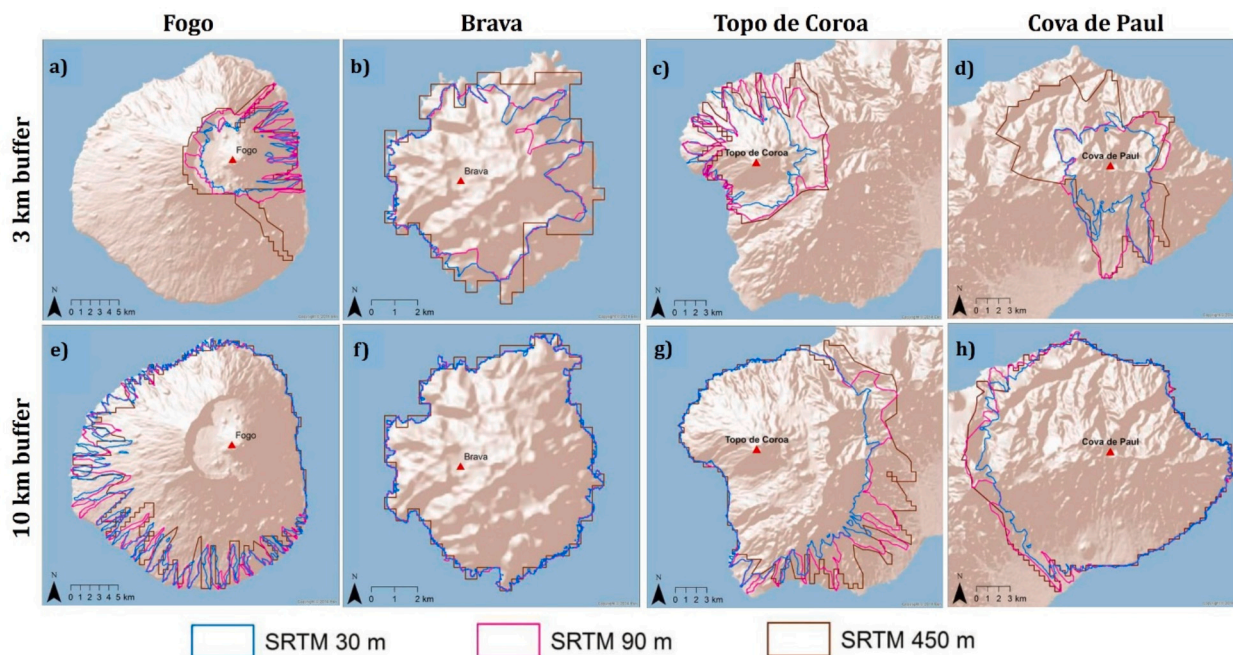 Fogo Brava Topo de Coroa Cova de Paul
3 km buffer
a)
Fogo
N
0 1 2 3 4 5 km
b)
Brava
N
0 1 2 km
c)
Topo de Coroa
N
0 1 2 3 km
d)
Cova de Paul
N
0 1 2 3 km
10 km buffer
e)
Fogo
N
0 1 2 3 4 5 km
f)
Brava
N
0 1 2 km
g)
Topo de Coroa
N
0 1 2 3 km
h)
Cova de Paul
N
0 1 2 3 km
SRTM 30 m SRTM 90 m SRTM 450 m